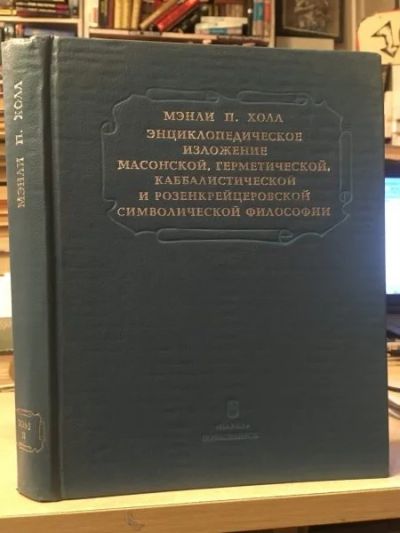 МЭНЛИ П. ХОЛЛ
ЭНЦИКЛОПЕДИЧЕСКОЕ
ИЗЛОЖЕНИЕ
МАСОНСКОЙ, ГЕРМЕТИЧЕСКОЙ,
КАББАЛИСТИЧЕСКОЙ
И РОЗЕНКРЕЙЦЕРОВСКОЙ
СИМВОЛИЧЕСКОЙ ФИЛОСОФИИ
МЭНЛИ П. ХОЛЛ